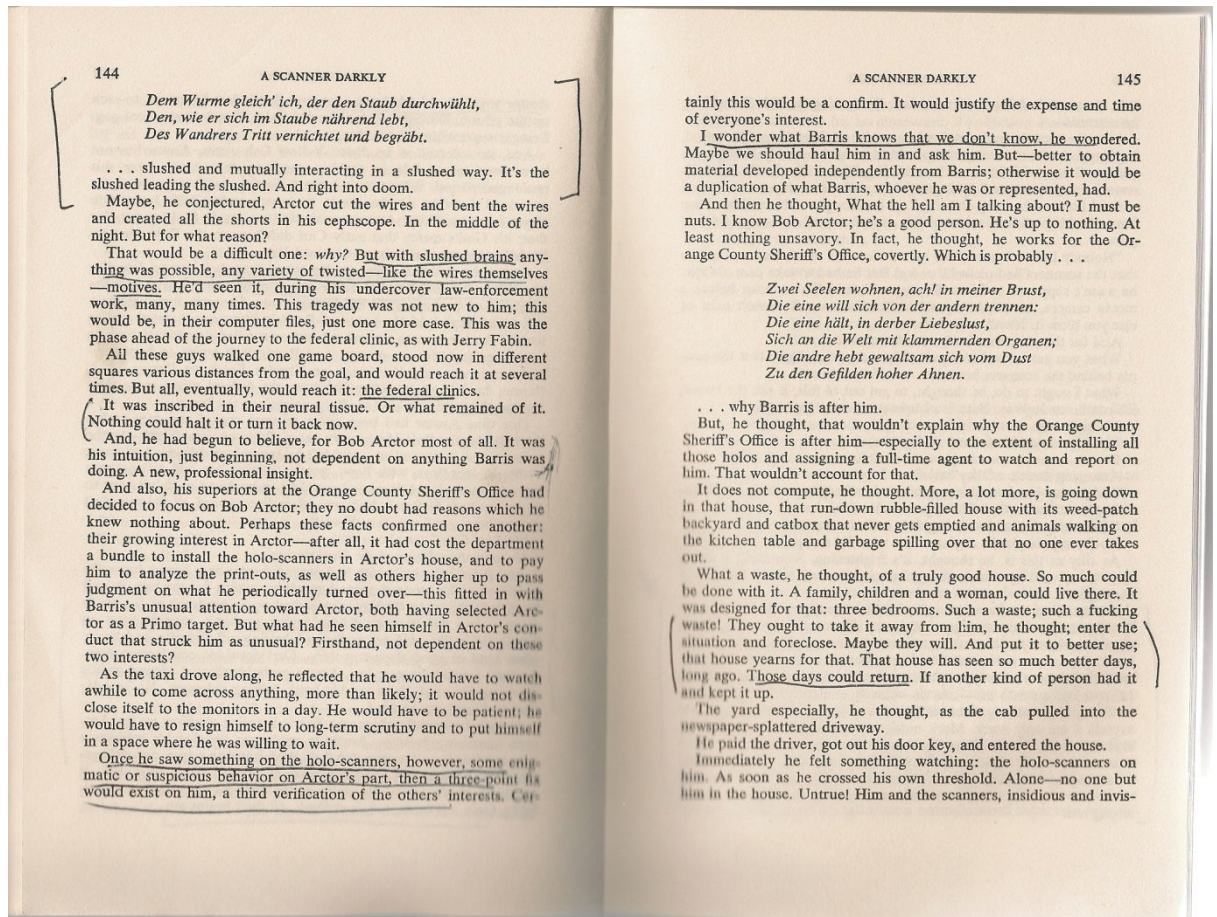 144
A SCANNER DARKLY
Dem Wurme gleich' ich, der den Staub durchwühlt,
Den, wie er sich im Staube nährend lebt,
Des Wandrers Tritt vernichtet und begräbt.
. . . slushed and mutually interacting in a slushed way. It's the
slushed leading the slushed. And right into doom.
Maybe, he conjectured, Arctor cut the wires and bent the wires
and created all the shorts in his cephscope. In the middle of the
night. But for what reason?
That would be a difficult one: why? But with slushed brains any-
thing was possible, any variety of twisted—like the wires themselves
—motives. He'd seen it, during his undercover law-enforcement
work, many, many times. This tragedy was not new to him; this
would be, in their computer files, just one more case. This was the
phase ahead of the journey to the federal clinic, as with Jerry Fabin.
All these guys walked one game board, stood now in different
squares various distances from the goal, and would reach it at several
times. But all, eventually, would reach it: the federal clinics.
It was inscribed in their neural tissue. Or what remained of it.
Nothing could halt it or turn it back now.
And, he had begun to believe, for Bob Arctor most of all. It was
his intuition, just beginning, not dependent on anything Barris was
doing. A new, professional insight.
And also, his superiors at the Orange County Sheriff's Office had
decided to focus on Bob Arctor; they no doubt had reasons which he
knew nothing about. Perhaps these facts confirmed one another:
their growing interest in Arctor—after all, it had cost the department
a bundle to install the holo-scanners in Arctor's house, and to pay
him to analyze the print-outs, as well as others higher up to pass
judgment on what he periodically turned over—this fitted in with
Barris's unusual attention toward Arctor, both having selected Arc-
tor as a Primo target. But what had he seen himself in Arctor's con-
duct that struck him as unusual? Firsthand, not dependent on these
two interests?
As the taxi drove along, he reflected that he would have to watch
awhile to come across anything, more than likely; it would not dis-
close itself to the monitors in a day. He would have to be patient; he
would have to resign himself to long-term scrutiny and to put himself
in a space where he was willing to wait.
Once he saw something on the holo-scanners, however, some enig-
matic or suspicious behavior on Arctor's part, then a three-point fix
would exist on him, a third verification of the others' interests. Cer-
A SCANNER DARKLY
145
tainly this would be a confirm. It would justify the expense and time
of everyone's interest.
I wonder what Barris knows that we don't know, he wondered.
Maybe we should haul him in and ask him. But—better to obtain
material developed independently from Barris; otherwise it would be
a duplication of what Barris, whoever he was or represented, had.
And then he thought, What the hell am I talking about? I must be
nuts. I know Bob Arctor; he's a good person. He's up to nothing. At
least nothing unsavory. In fact, he thought, he works for the Or-
ange County Sheriff's Office, covertly. Which is probably . . .
Zwei Seelen wohnen, ach! in meiner Brust,
Die eine will sich von der andern trennen:
Die eine hält, in derber Liebeslust,
Sich an die Welt mit klammernden Organen;
Die andre hebt gewaltsam sich vom Dust
Zu den Gefilden hoher Ahnen.
. . . why Barris is after him.
But, he thought, that wouldn't explain why the Orange County
Sheriff's Office is after him—especially to the extent of installing all
those holos and assigning a full-time agent to watch and report on
him. That wouldn't account for that.
It does not compute, he thought. More, a lot more, is going down
in that house, that run-down rubble-filled house with its weed-patch
backyard and catbox that never gets emptied and animals walking on
the kitchen table and garbage spilling over that no one ever takes
out.
What a waste, he thought, of a truly good house. So much could
be done with it. A family, children and a woman, could live there. It
was designed for that: three bedrooms. Such a waste; such a fucking
waste! They ought to take it away from him, he thought; enter the
situation and foreclose. Maybe they will. And put it to better use;
that house yearns for that. That house has seen so much better days,
long ago. Those days could return. If another kind of person had it
and kept it up.
The yard especially, he thought, as the cab pulled into the
newspaper-splattered driveway.
He paid the driver, got out his door key, and entered the house.
Immediately he felt something watching: the holo-scanners on
him. As soon as he crossed his own threshold. Alone—no one but
him in the house. Untrue! Him and the scanners, insidious and invis-